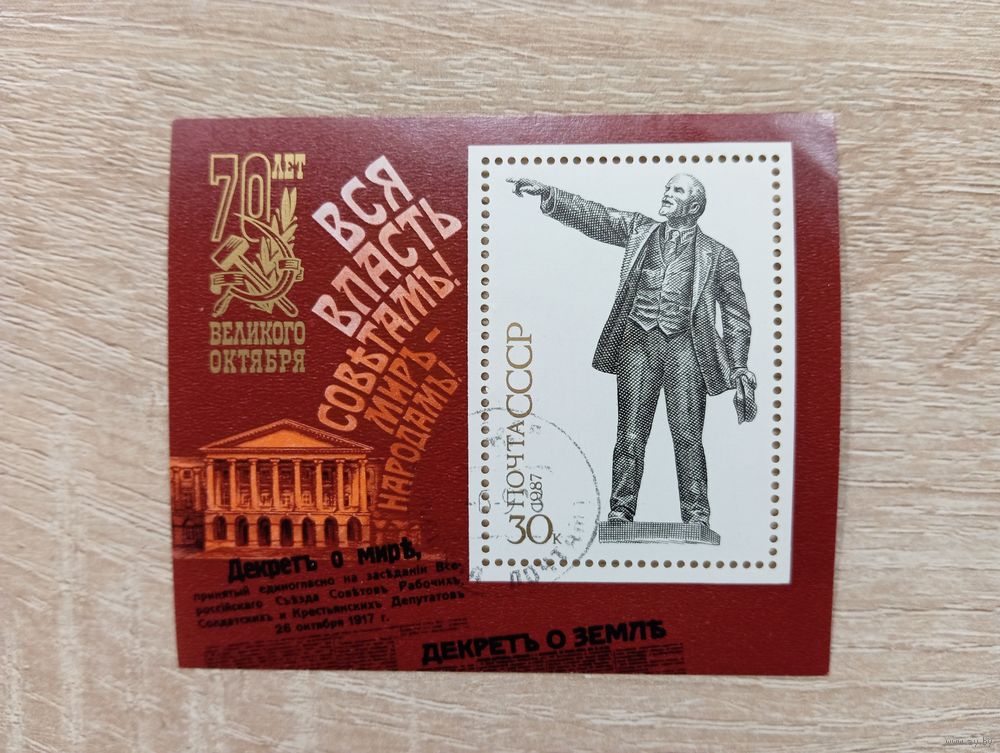 70 ЛЕТ
ВЕЛИКОГО
ОКТЯБРЯ
ВСЯ
ВЛАСТЬ
СОВѢТАМЪ!
МИРЪ-
НАРОДАМЪ!
ПОЧТА СССР
1987
30к
Декретъ о мирѣ,
принятый единогласно на засѣданіи Все-
россійскаго Съѣзда Совѣтовъ Рабочихъ,
Солдатскихъ и Крестьянскихъ Депутатовъ
26 октября 1917 г.
ДЕКРЕТЪ О ЗЕМЛѢ